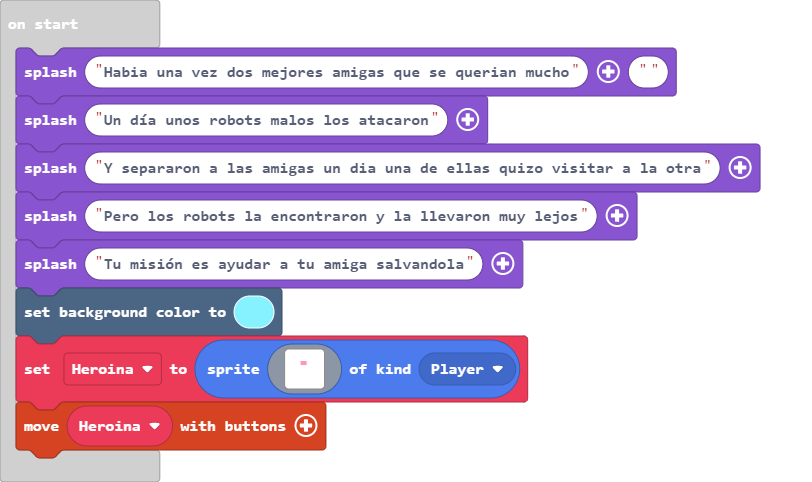 on start
splash "Habia una vez dos mejores amigas que se querian mucho" " "
splash "Un día unos robots malos los atacaron"
splash "Y separaron a las amigas un dia una de ellas quizo visitar a la otra"
splash "Pero los robots la encontraron y la llevaron muy lejos"
splash "Tu misión es ayudar a tu amiga salvandola"
set background color to
set Heroina to sprite of kind Player
move Heroina with buttons